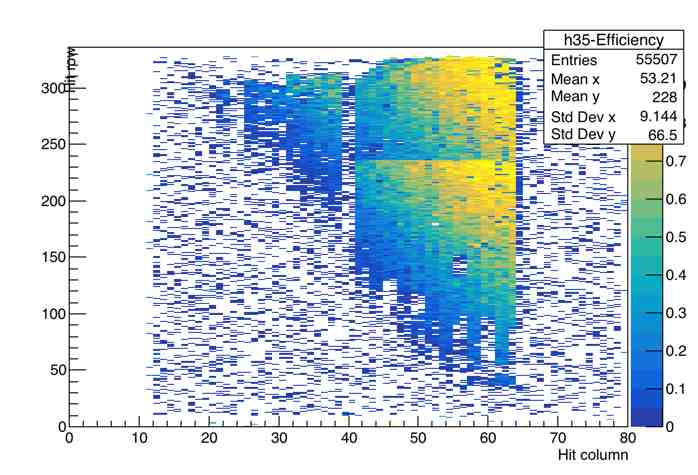 h35-Efficiency
Entries 55507
Mean x 53.21
Mean y 228
Std Dev x 9.144
Std Dev y 66.5
300
250
200
150
100
50
0
0 10 20 30 40 50 60 70 80
Hit column
0.7
0.6
0.5
0.4
0.3
0.2
0.1
0